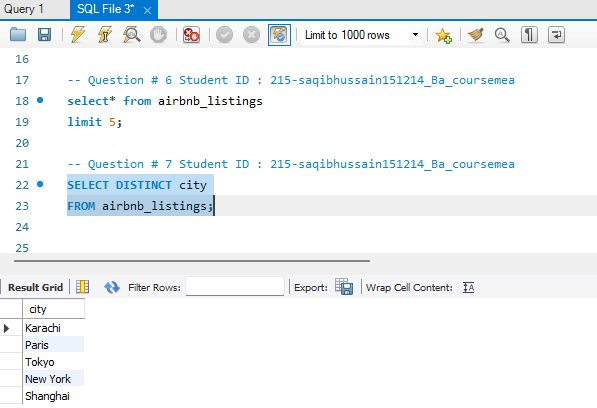 Query 1
SQL File 3*
Limit to 1000 rows
16
17 -- Question # 6 Student ID : 215-saqibhussain151214_Ba_coursemea
18 select* from airbnb_listings
19 limit 5;
20
21 -- Question # 7 Student ID : 215-saqibhussain151214_Ba_coursemea
22 SELECT DISTINCT city
23 FROM airbnb_listings;
24
25
Result Grid Filter Rows: Export: Wrap Cell Content:
city
Karachi
Paris
Tokyo
New York
Shanghai